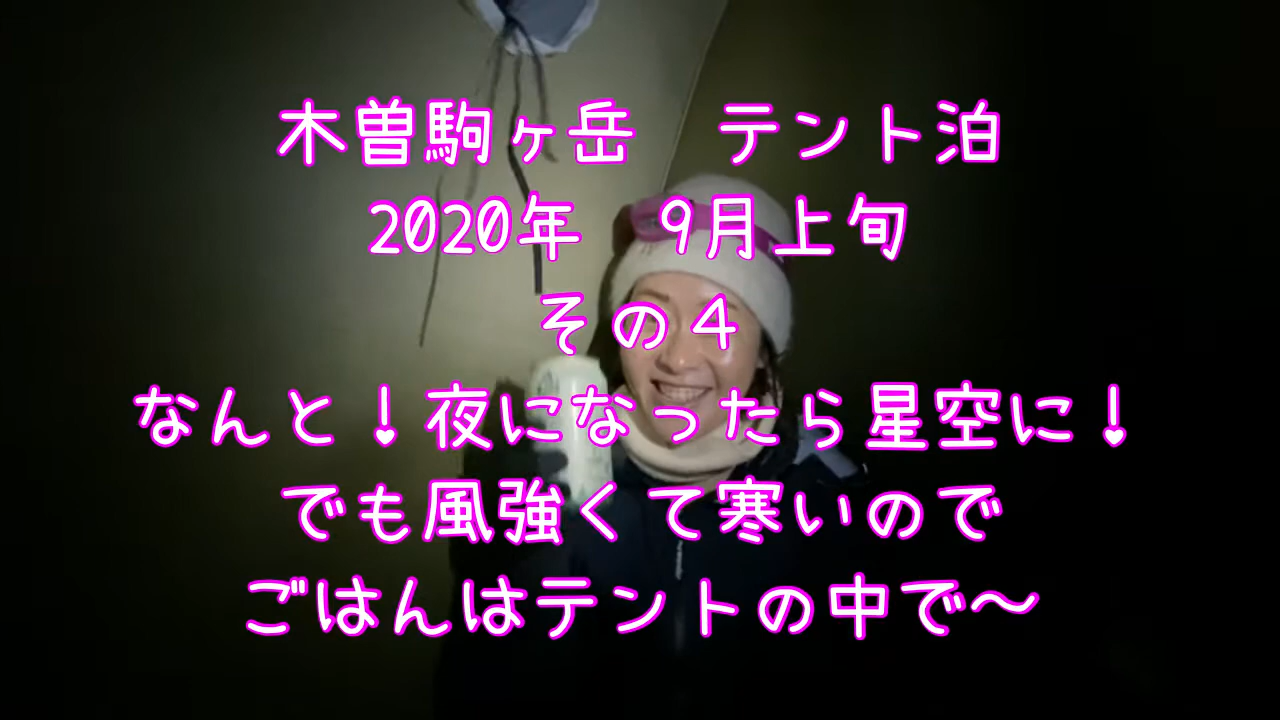 木曽駒ヶ岳　テント泊
2020年　9月上旬
その４
なんと！夜になったら星空に！
でも風強くて寒いので
ごはんはテントの中で～